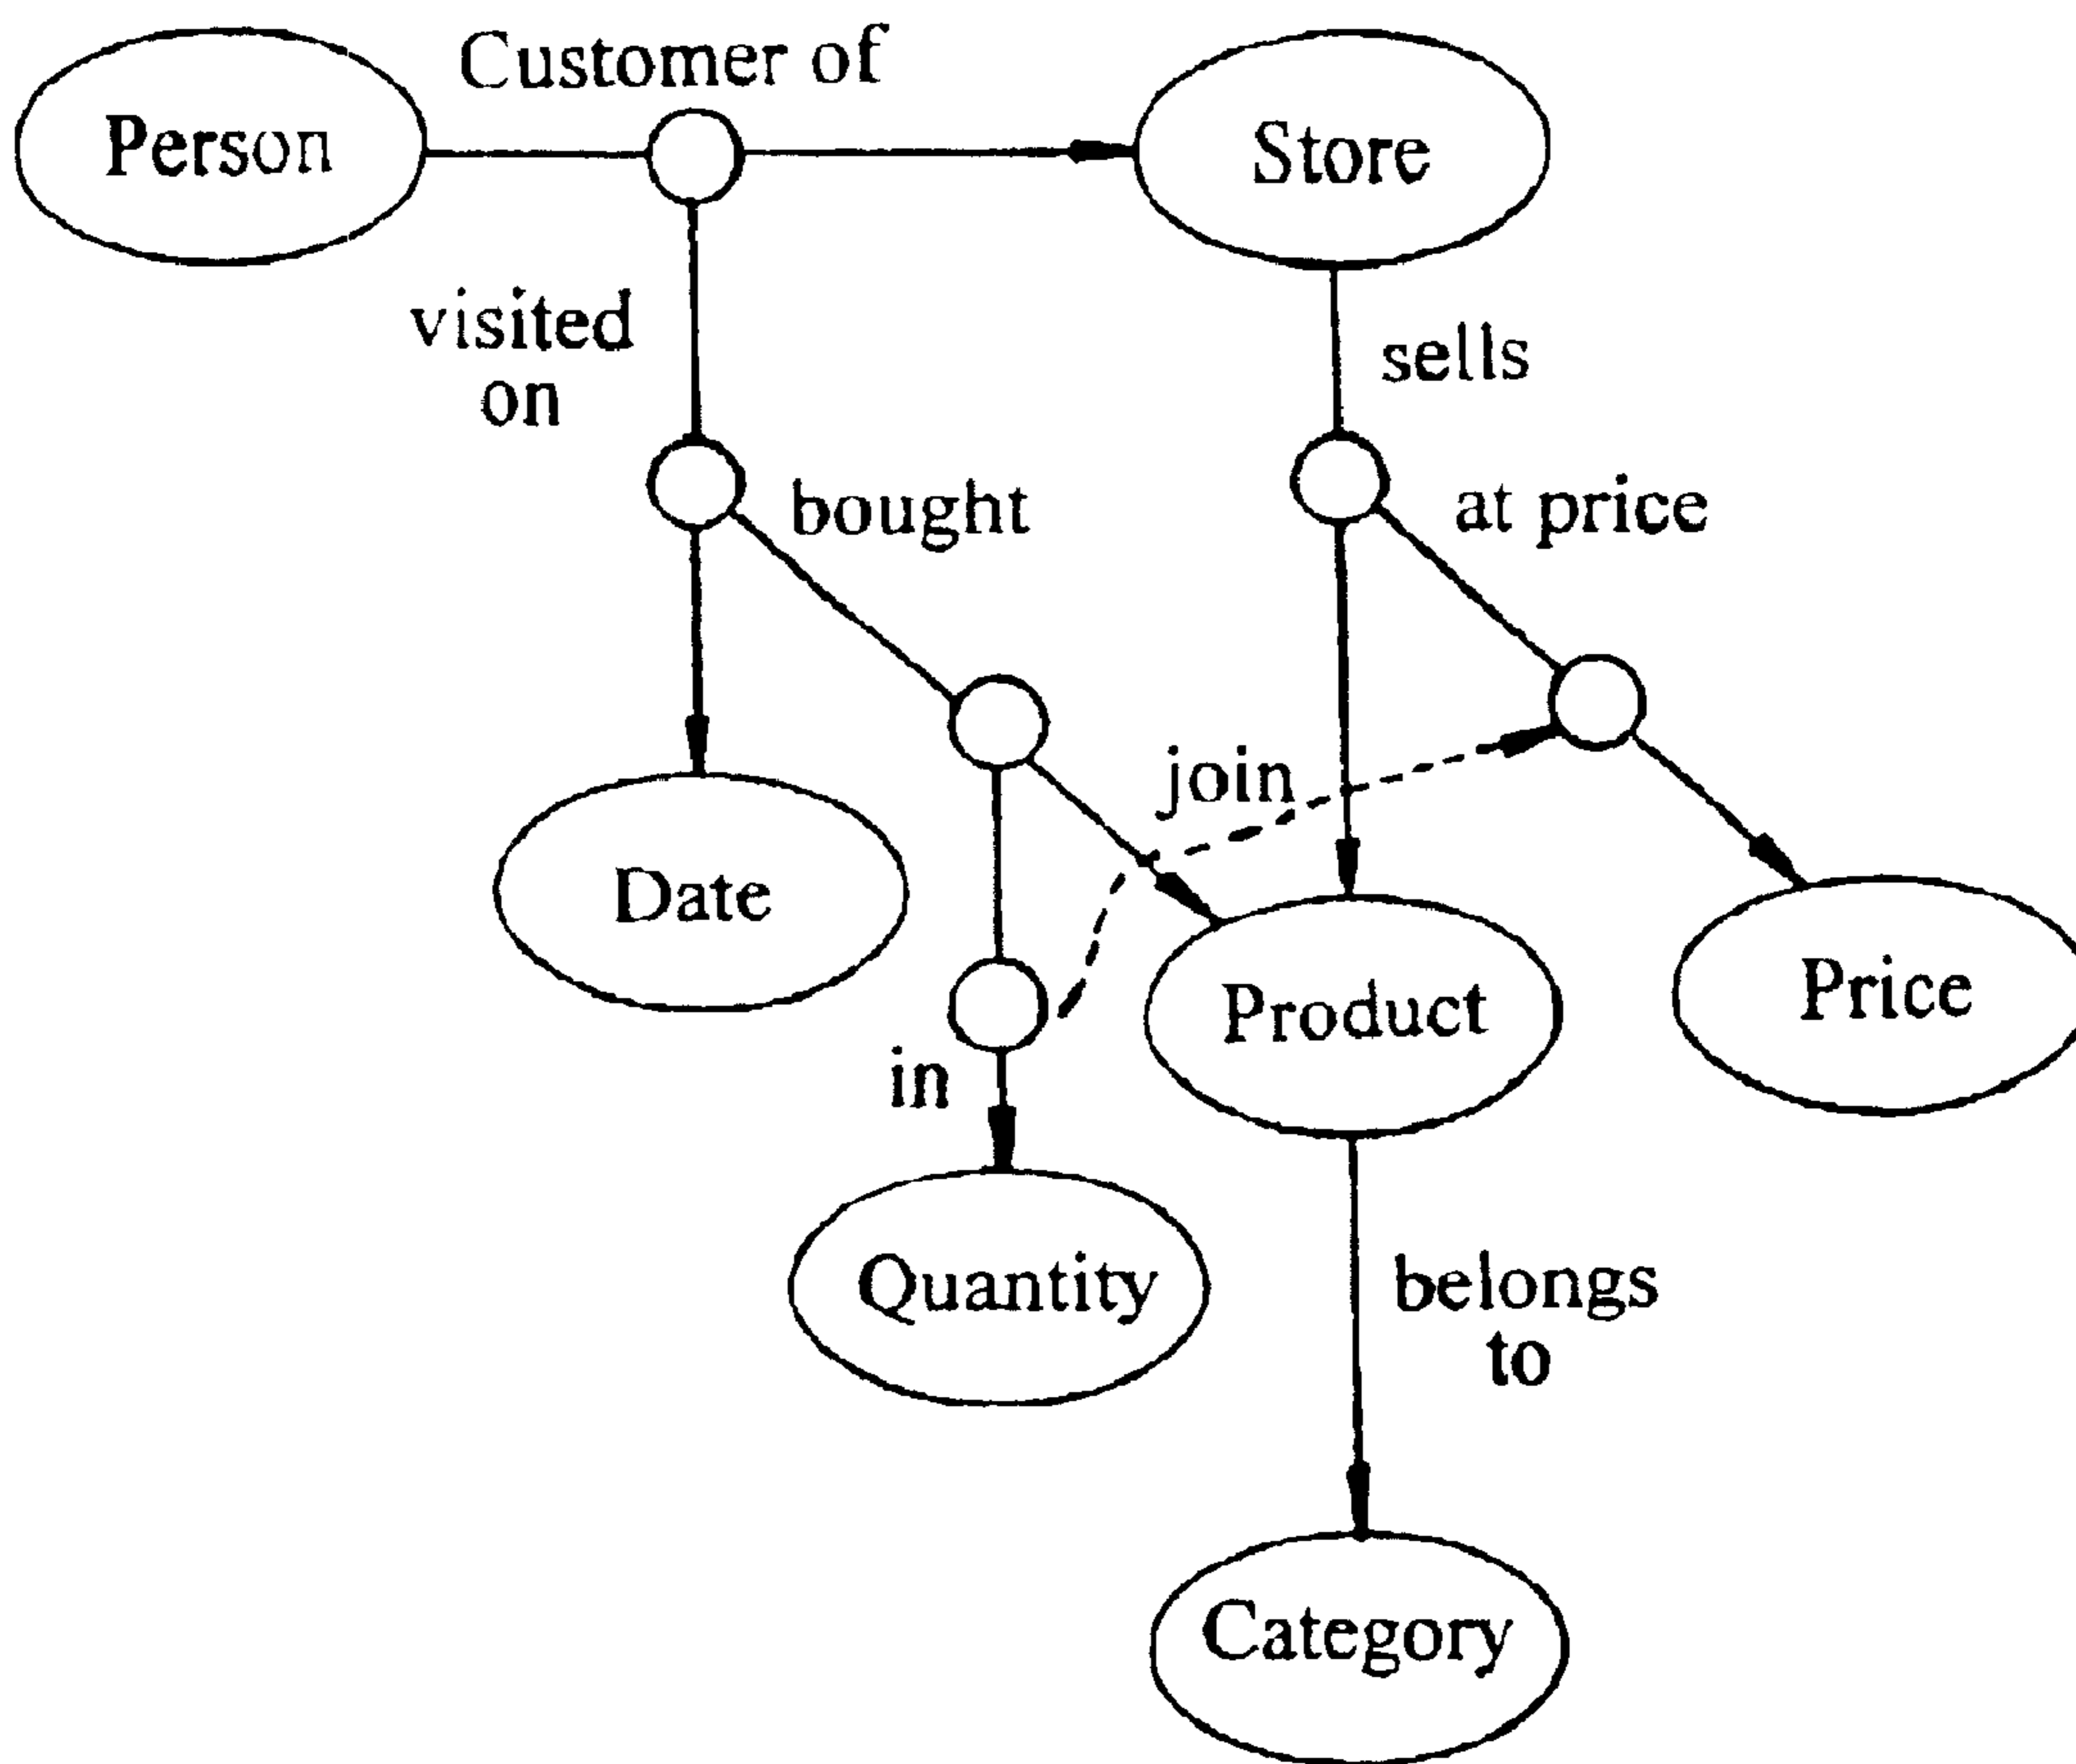 Customer of
Person
Store
visited
on
sells
bought
at price
join
Date
Product
Price
in
Quantity
belongs
to
Category